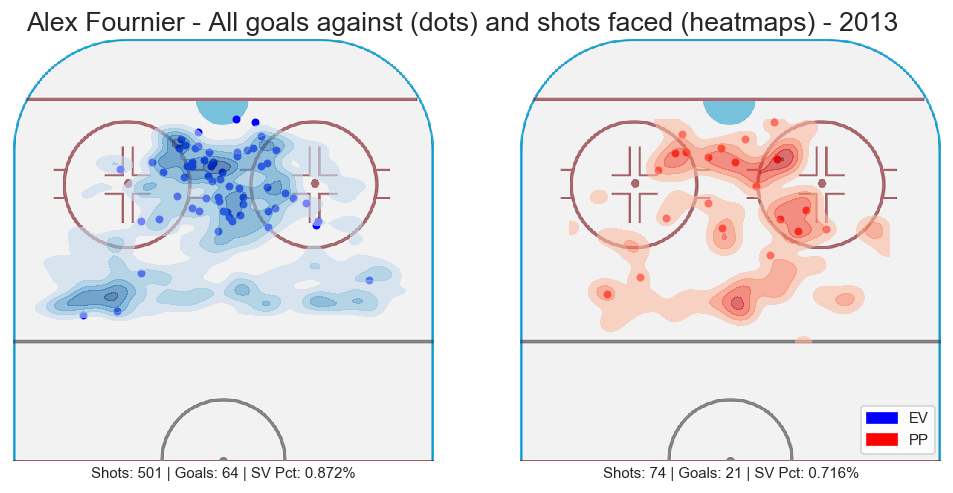 Alex Fournier - All goals against (dots) and shots faced (heatmaps) - 2013
EV
PP
Shots: 501 | Goals: 64 | SV Pct: 0.872%
Shots: 74 | Goals: 21 | SV Pct: 0.716%